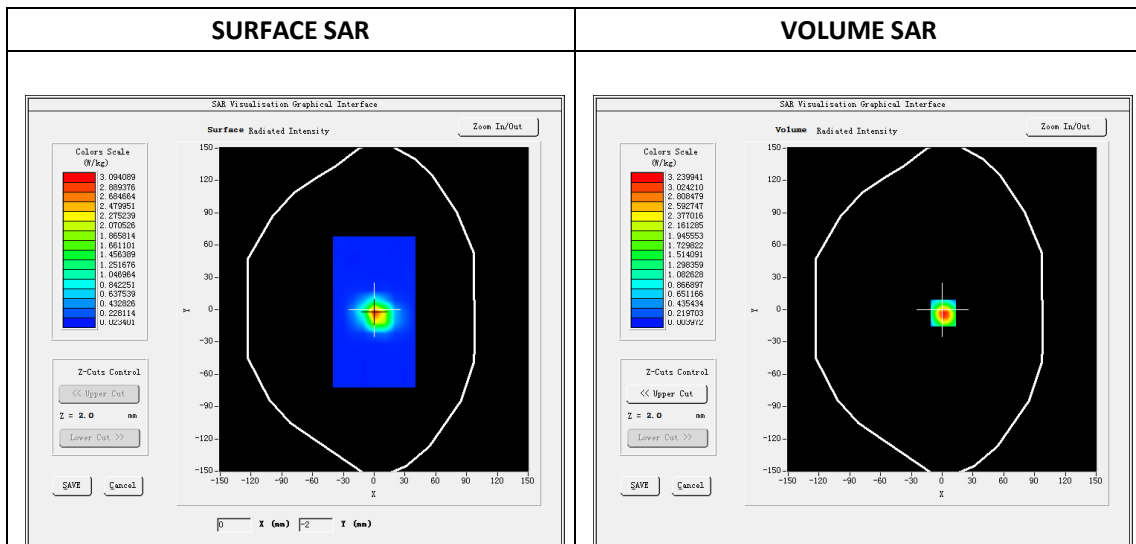 SURFACE SAR
VOLUME SAR
SAR Visualisation Graphical Interface
Surface Radiated Intensity
Zoom In/Out
Colors Scale
(W/kg)
3.094089
2.889376
2.684664
2.479951
2.275239
2.070526
1.865814
1.661101
1.456389
1.251676
1.046964
0.842251
0.637539
0.432826
0.228114
0.023401
Z-Cuts Control
<< Upper Cut
Z = 2.0 mm
Lower Cut >>
SAVE Cancel
150
120
90
60
30
0
-30
-60
-90
-120
-150
Y
-150 -120 -90 -60 -30 0 30 60 90 120 150
X
0 X (mm) -2 Y (mm)
SAR Visualisation Graphical Interface
Volume Radiated Intensity
Zoom In/Out
Colors Scale
(W/kg)
3.239941
3.024210
2.808479
2.592747
2.377016
2.161285
1.945553
1.729822
1.514091
1.298359
1.082628
0.866897
0.651166
0.435434
0.219703
0.003972
Z-Cuts Control
<< Upper Cut
Z = 2.0 mm
Lower Cut >>
SAVE Cancel
150
120
90
60
30
0
-30
-60
-90
-120
-150
Y
-150 -120 -90 -60 -30 0 30 60 90 120 150
X